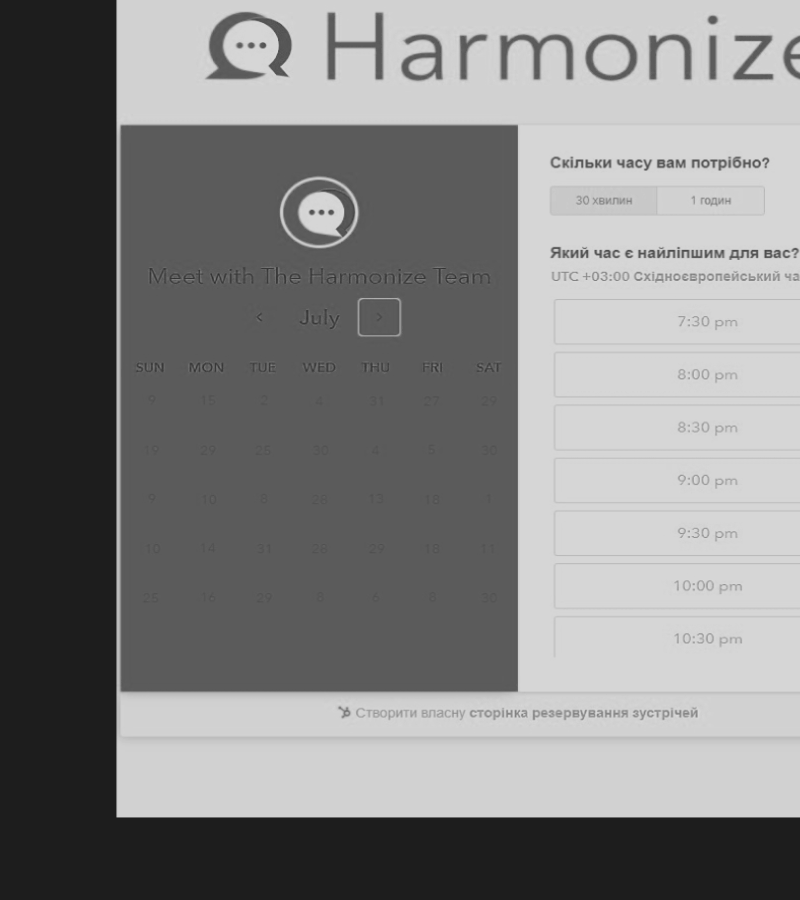 Harmonize
Meet with The Harmonize Team
July
SUN MON TUE WED THU FRI SAT
9 15 2 4 31 27 29
19 29 25 30 4 5 30
9 10 8 28 13 18 1
10 14 31 28 29 18 11
25 16 29 8 6 8 30
Скільки часу вам потрібно?
30 хвилин 1 годин
Який час є найліпшим для вас?
UTC +03:00 Східноєвропейський ча
7:30 pm
8:00 pm
8:30 pm
9:00 pm
9:30 pm
10:00 pm
10:30 pm
Створити власну сторінка резервування зустрічей